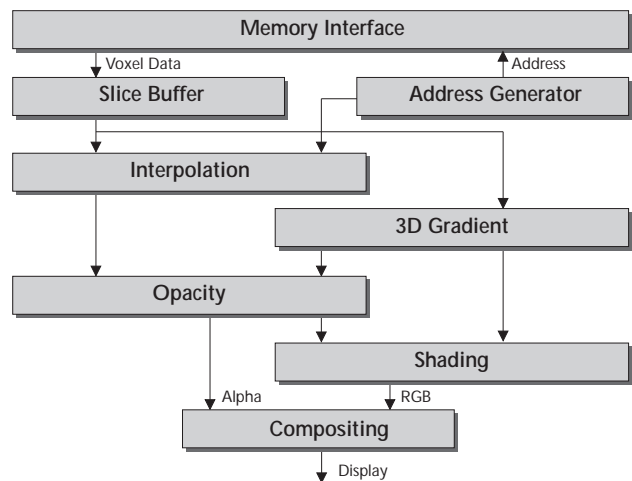 Memory Interface
Voxel Data
Address
Slice Buffer
Address Generator
Interpolation
3D Gradient
Opacity
Shading
Alpha
RGB
Compositing
Display